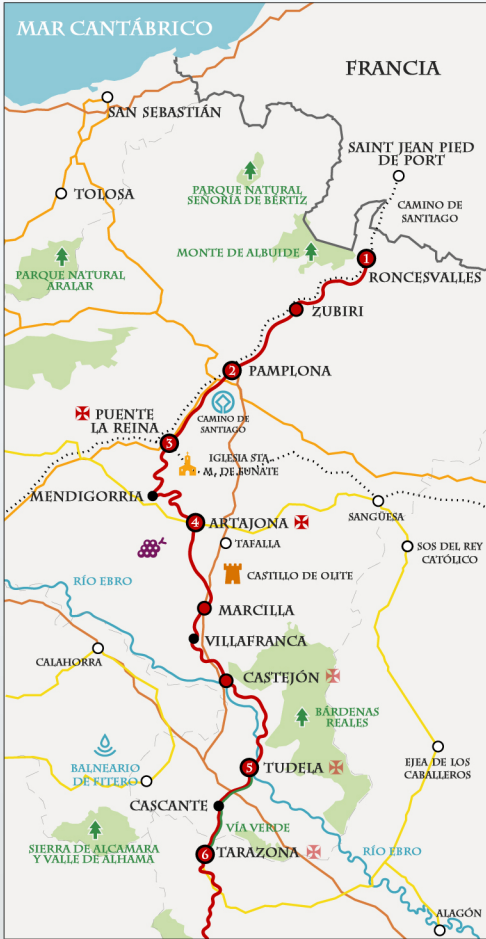 MAR CANTÁBRICO
FRANCIA
SAN SEBASTIÁN
SAINT JEAN PIED
DE PORT
TOLOSA
PARQUE NATURAL
SEÑORIA DE BÉRTIZ
CAMINO DE
SANTIAGO
MONTE DE ALBUIDE
1
RONCESVALLES
PARQUE NATURAL
ARALAR
ZUBIRI
2
PAMPLONA
CAMINO DE
SANTIAGO
PUENTE
LA REINA
3
IGLESIA STA.
M. DE EUNATE
MENDIGORRIA
SANGÜESA
4
ARTAJONA
TAFALLA
SOS DEL REY
CATÓLICO
CASTILLO DE OLITE
RÍO EBRO
MARCILLA
VILLAFRANCA
CALAHORRA
CASTEJÓN
BÁRDENAS
REALES
BALNEARIO
DE FITERO
5
TUDELA
EJEA DE LOS
CABALLEROS
CASCANTE
VÍA VERDE
SIERRA DE ALCAMARA
Y VALLE DE ALHAMA
6
TARAZONA
RÍO EBRO
ALAGÓN